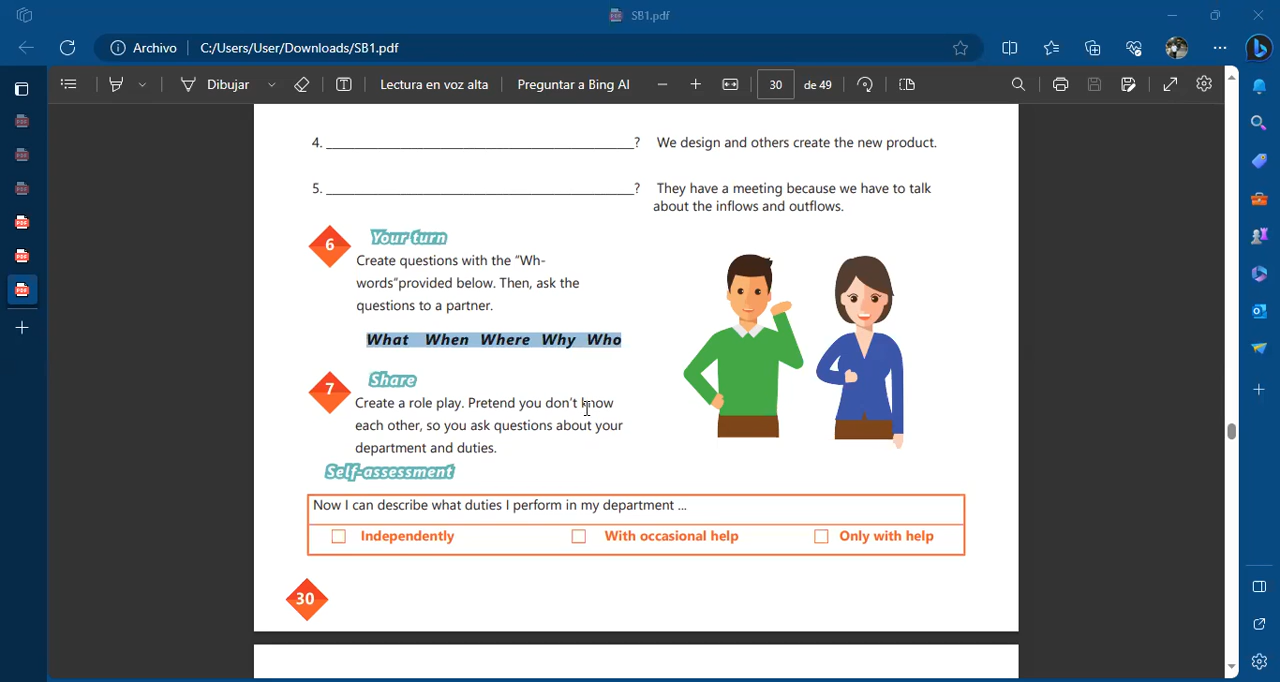 SB1.pdf
Archivo C:/Users/User/Downloads/SB1.pdf
Dibujar Lectura en voz alta Preguntar a Bing AI 30 de 49
4. ______________________________________? We design and others create the new product.
5. ______________________________________? They have a meeting because we have to talk
about the inflows and outflows.
6 Your turn
Create questions with the “Wh-
words”provided below. Then, ask the
questions to a partner.
What When Where Why Who
7 Share
Create a role play. Pretend you don’t know
each other, so you ask questions about your
department and duties.
Self-assessment
Now I can describe what duties I perform in my department ...
Independently With occasional help Only with help
30